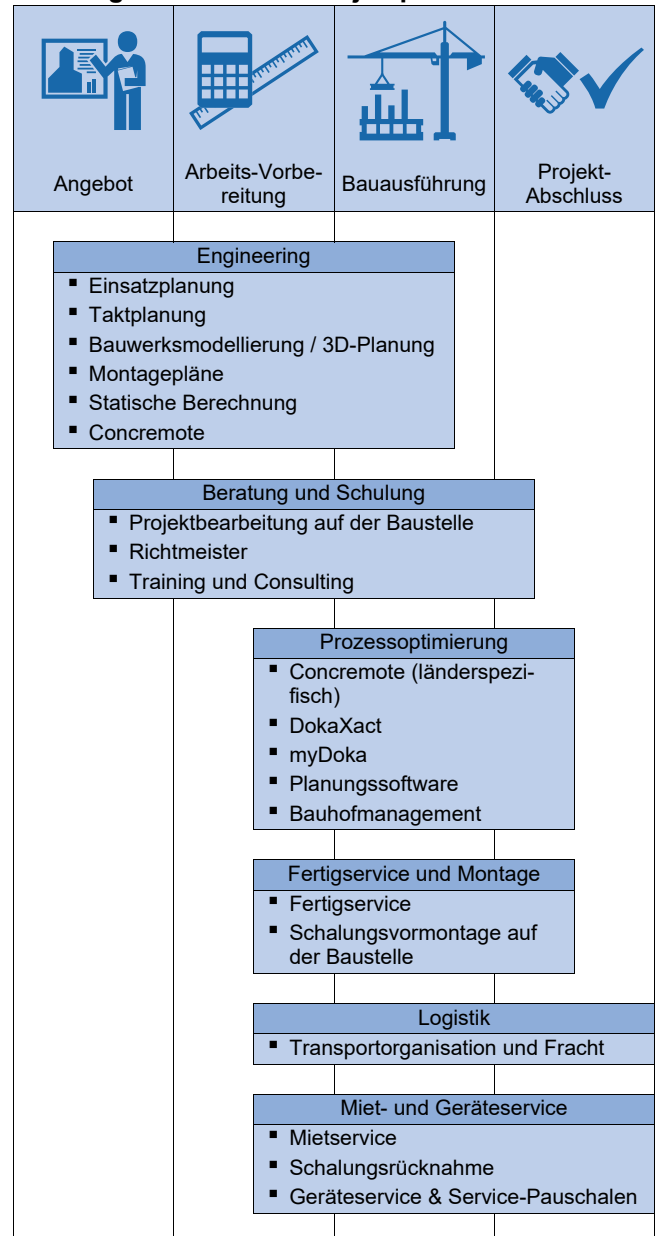 Angebot
Arbeits-Vorbe-
reitung
Bauausführung
Projekt-
Abschluss
Engineering
▪ Einsatzplanung
▪ Taktplanung
▪ Bauwerksmodellierung / 3D-Planung
▪ Montagepläne
▪ Statische Berechnung
▪ Concremote
Beratung und Schulung
▪ Projektbearbeitung auf der Baustelle
▪ Richtmeister
▪ Training und Consulting
Prozessoptimierung
▪ Concremote (länderspezi-
fisch)
▪ DokaXact
▪ myDoka
▪ Planungssoftware
▪ Bauhofmanagement
Fertigservice und Montage
▪ Fertigservice
▪ Schalungsvormontage auf
der Baustelle
Logistik
▪ Transportorganisation und Fracht
Miet- und Geräteservice
▪ Mietservice
▪ Schalungsrücknahme
▪ Geräteservice & Service-Pauschalen